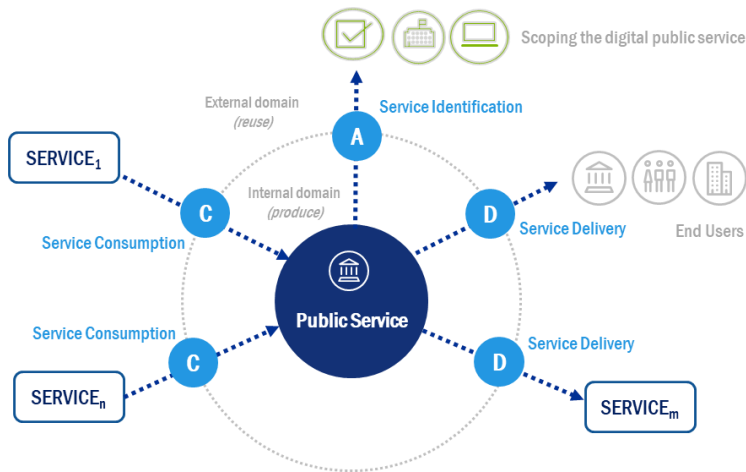 Scoping the digital public service
External domain
(reuse)
A
Service Identification
SERVICE1
Internal domain
(produce)
C
D
Service Consumption
Service Delivery
End Users
Public Service
Service Consumption
Service Delivery
C
D
SERVICEn
SERVICEm